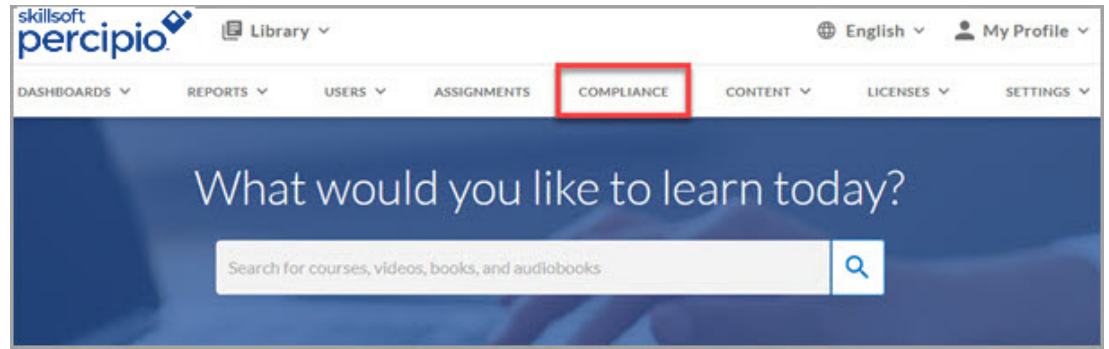 skillsoft
percipio.
Library
English
My Profile
DASHBOARDS REPORTS USERS ASSIGNMENTS COMPLIANCE CONTENT LICENSES SETTINGS
What would you like to learn today?
Search for courses, videos, books, and audiobooks